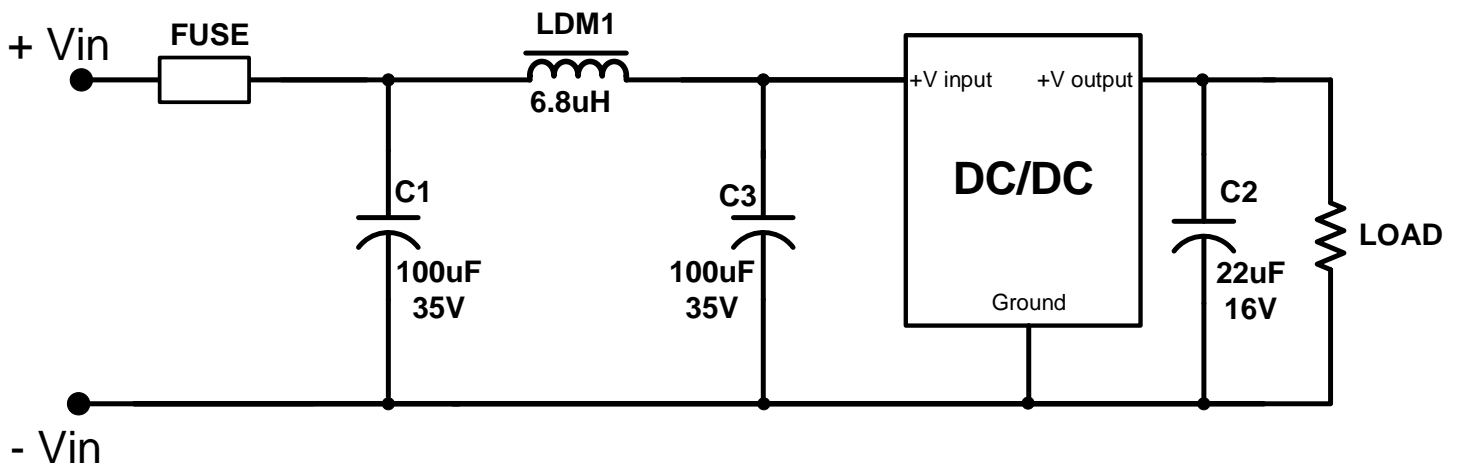 + Vin
FUSE
LDM1
6.8uH
+V input
+V output
DC/DC
Ground
C1
100uF
35V
C3
100uF
35V
C2
22uF
16V
LOAD
- Vin